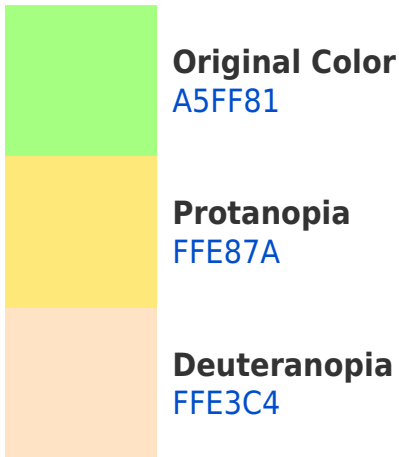 Original Color
A5FF81
Protanopia
FFE87A
Deuteranopia
FFE3C4